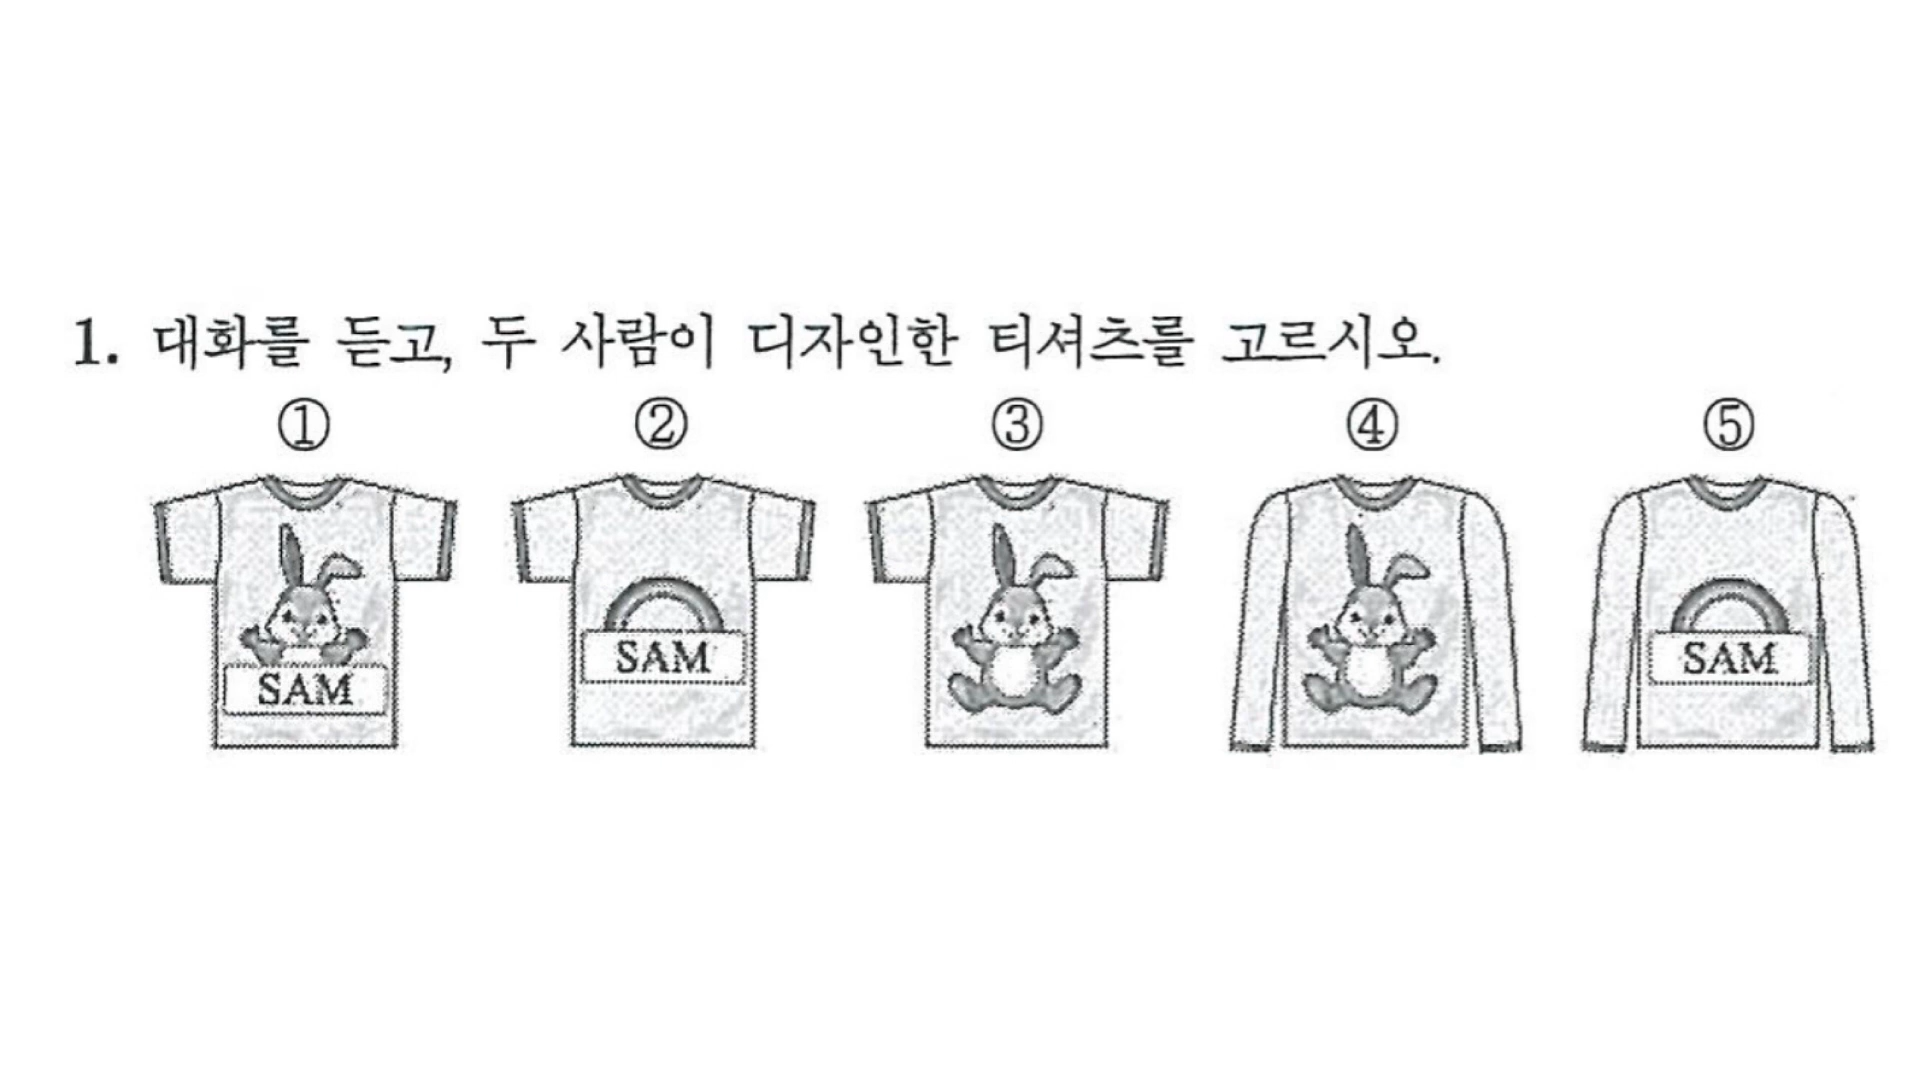 1. 대화를 듣고, 두 사람이 디자인한 티셔츠를 고르시오.
① ② ③ ④ ⑤
SAM SAM SAM